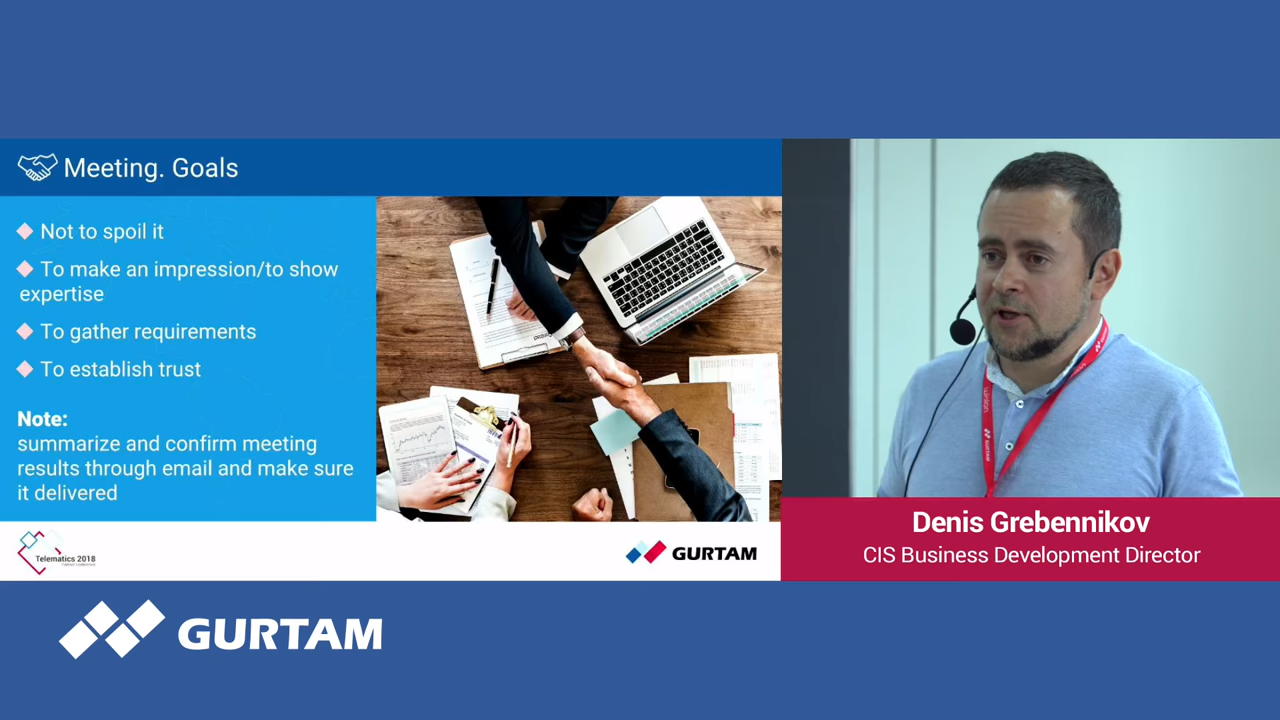 Meeting. Goals
Not to spoil it
To make an impression/to show
expertise
To gather requirements
To establish trust
Note:
summarize and confirm meeting
results through email and make sure
it delivered
Telematics 2018
GURTAM
Denis Grebennikov
CIS Business Development Director
GURTAM